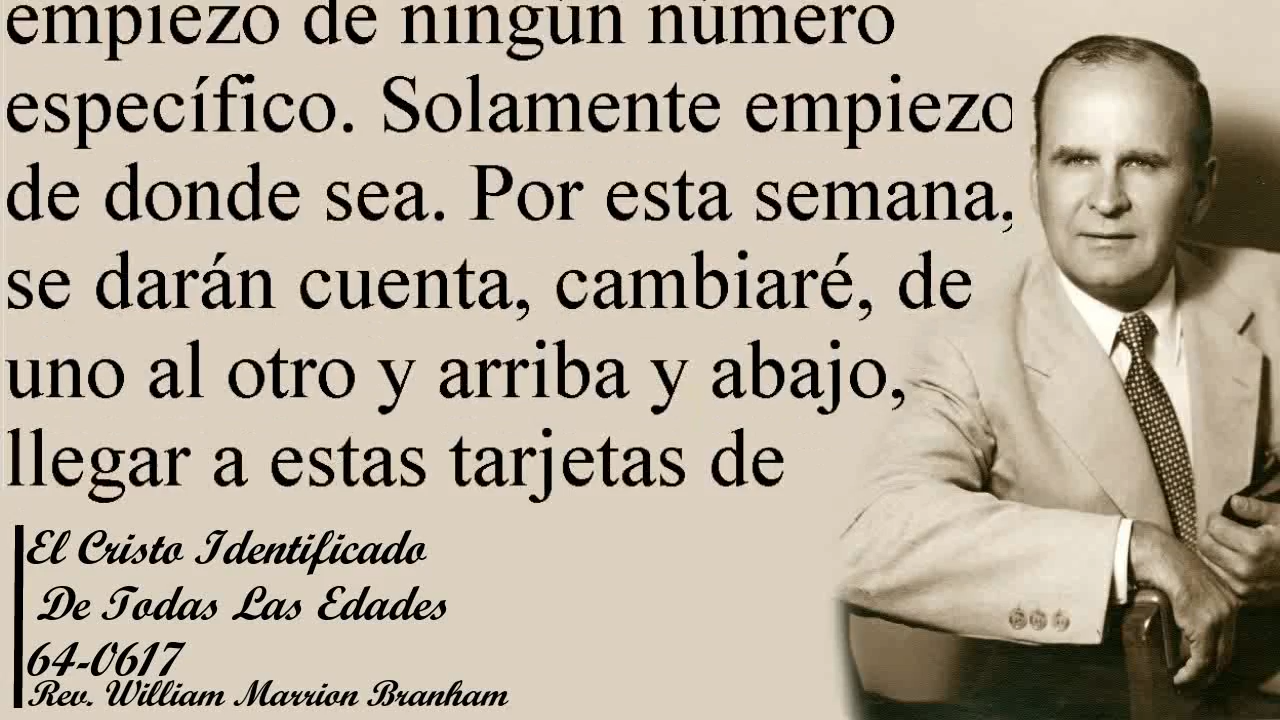 empiezo de ningún número
específico. Solamente empiezo
de donde sea. Por esta semana,
se darán cuenta, cambiaré, de
uno al otro y arriba y abajo,
llegar a estas tarjetas de
El Cristo Identificado
De Todas Las Edades
64-0617
Rev. William Marrion Branham